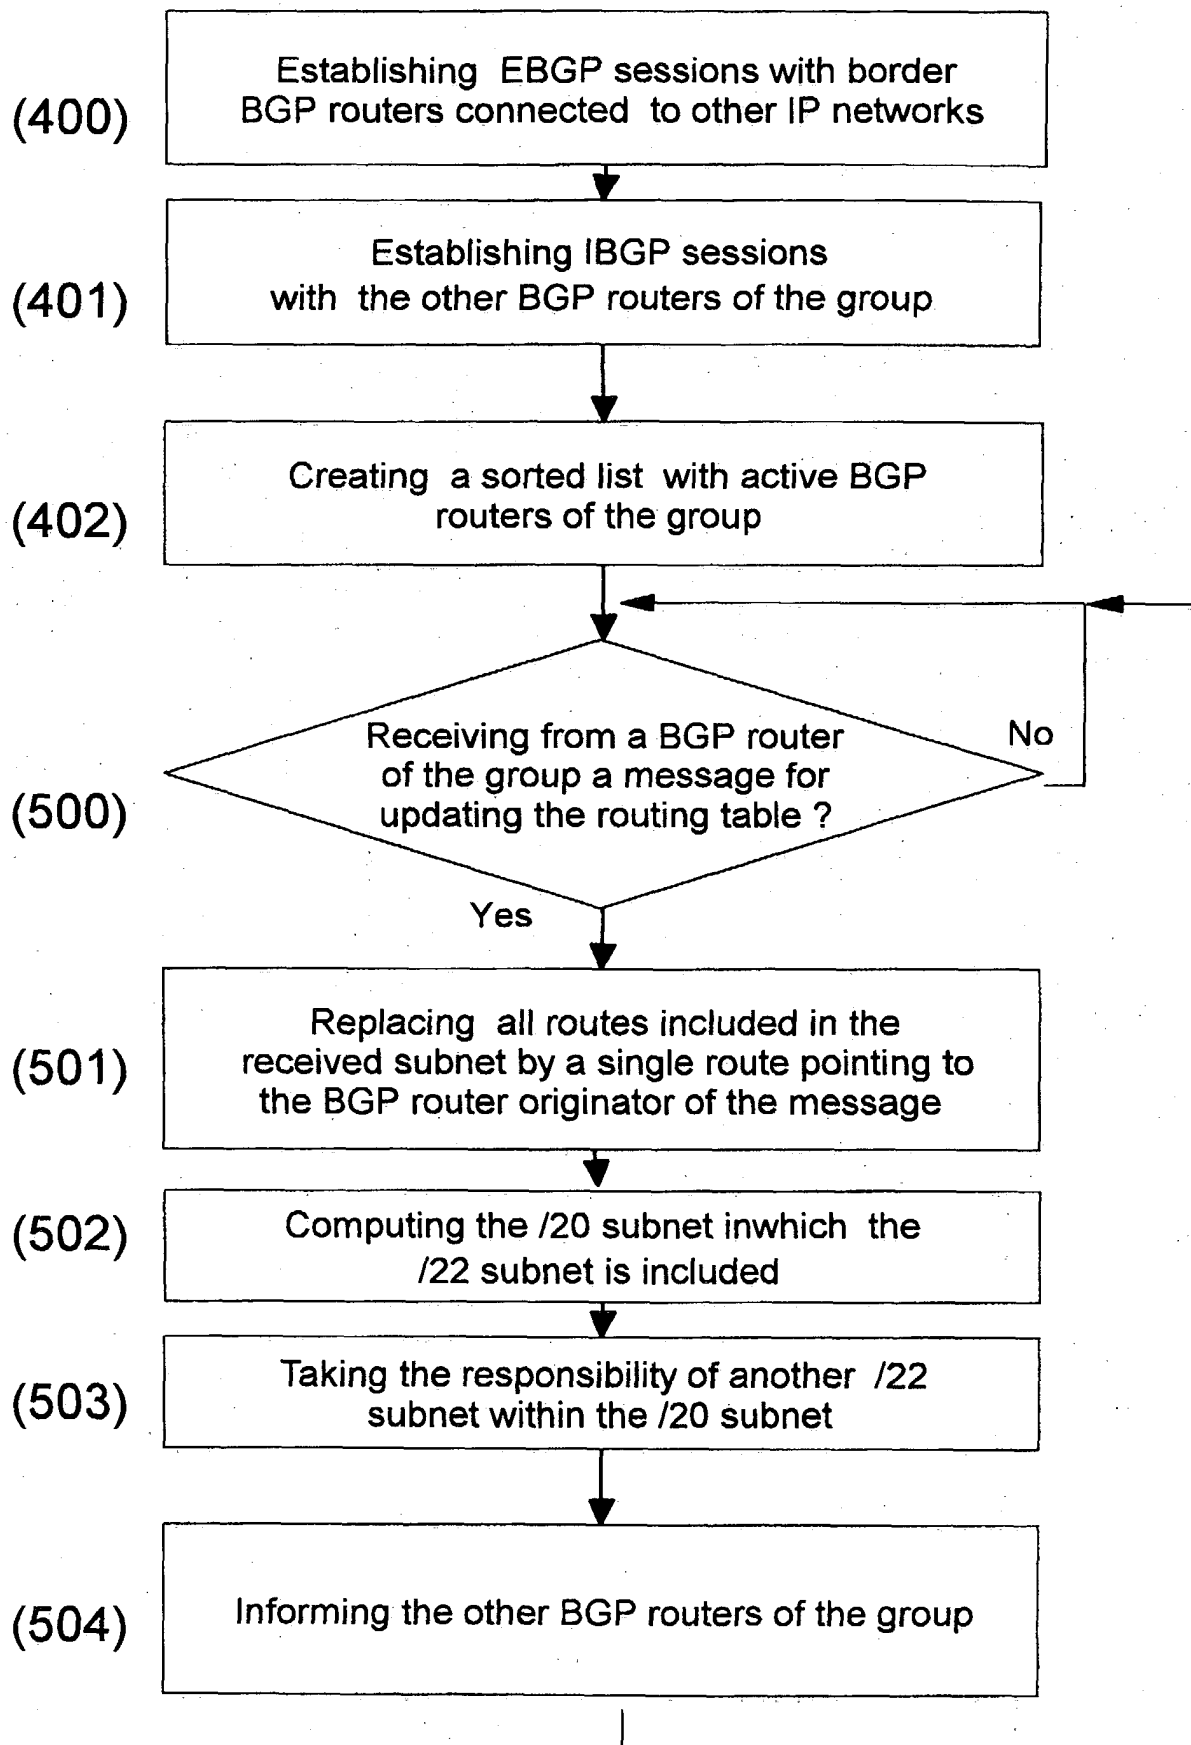 Establishing EBGP sessions with border
BGP routers connected to other IP networks
(400)
Establishing IBGP sessions
with the other BGP routers of the group
(401)
Creating a sorted list with active BGP
routers of the group
(402)
Receiving from a BGP router
of the group a message for
updating the routing table ?
No
(500)
Yes
Replacing all routes included in the
received subnet by a single route pointing to
the BGP router originator of the message
(501)
Computing the /20 subnet inwhich the
/22 subnet is included
(502)
Taking the responsibility of another /22
subnet within the /20 subnet
(503)
Informing the other BGP routers of the group
(504)